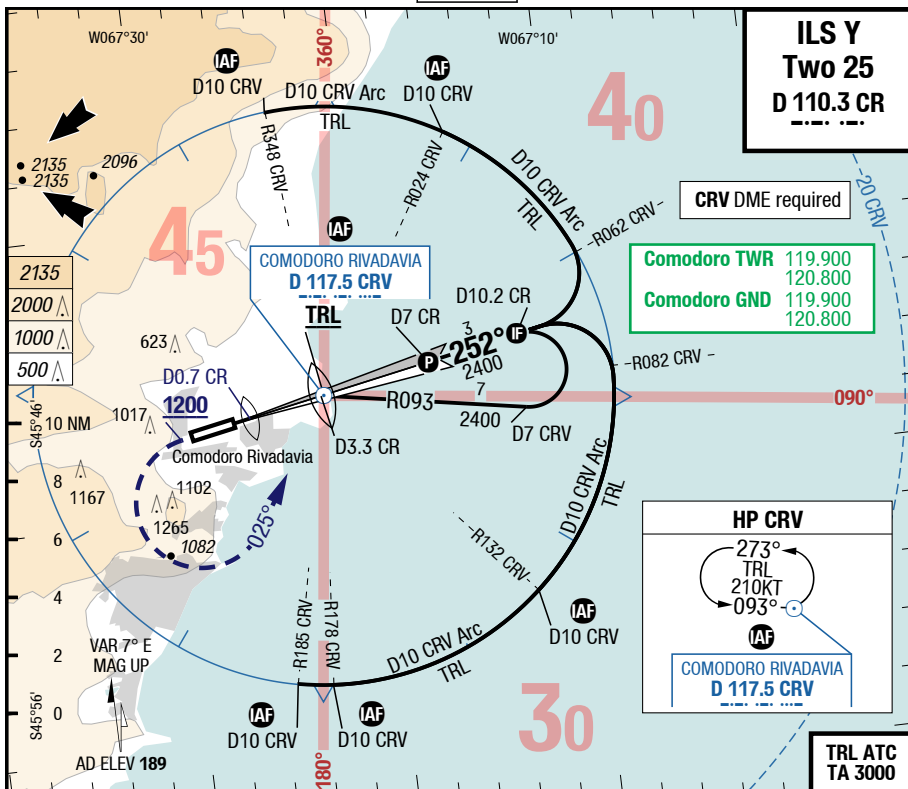 W067°30'
W067°10'
360°
ILS Y
Two 25
D 110.3 CR
IAF
D10 CRV
D10 CRV Arc
TRL
IAF
D10 CRV
R348 CRV
R024 CRV
40
D10 CRV Arc
TRL
R062 CRV
20 CRV
CRV DME required
2135
2135
2096
45
IAF
COMODORO RIVADAVIA
D 117.5 CRV
TRL
Comodoro TWR 119.900
120.800
Comodoro GND 119.900
120.800
2135
2000
1000
500
D10.2 CR
IF
D7 CR
P
3
252°
2400
R082 CRV
623
D0.7 CR
1200
R093
7
2400
D7 CRV
090°
S45°46'
10 NM
1017
Comodoro Rivadavia
D3.3 CR
8
1167
1102
1265
1082
025°
6
4
2
0
S45°56'
D10 CRV Arc
TRL
R132 CRV
IAF
D10 CRV
HP CRV
273°
TRL
210KT
093°
IAF
COMODORO RIVADAVIA
D 117.5 CRV
VAR 7° E
MAG UP
R185 CRV
R178 CRV
D10 CRV Arc
TRL
IAF
D10 CRV
IAF
D10 CRV
30
AD ELEV 189
180°
TRL ATC
TA 3000